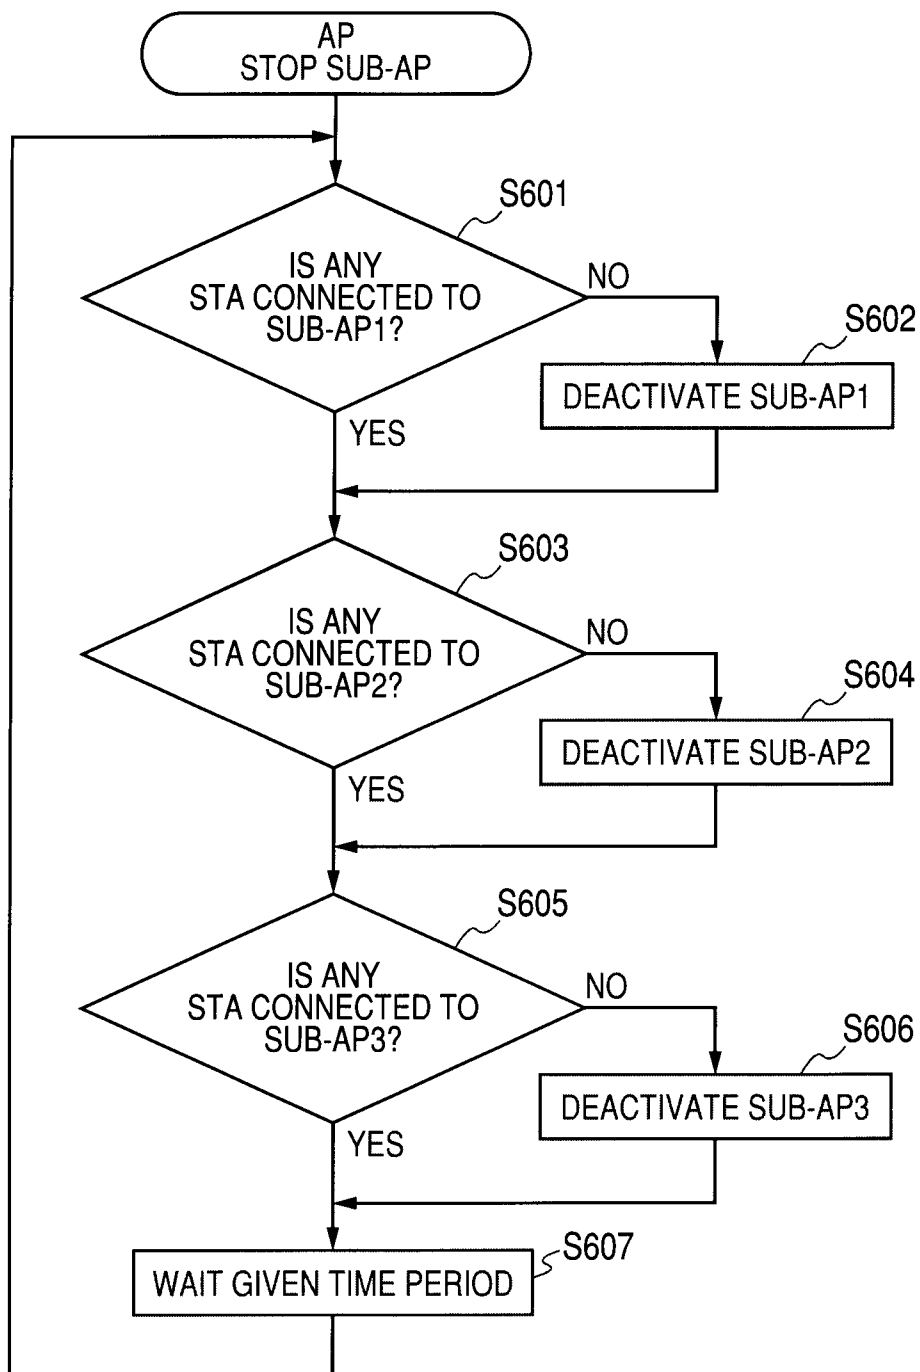 AP
STOP SUB-AP
S601
IS ANY
STA CONNECTED TO
SUB-AP1?
NO
S602
DEACTIVATE SUB-AP1
YES
S603
IS ANY
STA CONNECTED TO
SUB-AP2?
NO
S604
DEACTIVATE SUB-AP2
YES
S605
IS ANY
STA CONNECTED TO
SUB-AP3?
NO
S606
DEACTIVATE SUB-AP3
YES
S607
WAIT GIVEN TIME PERIOD